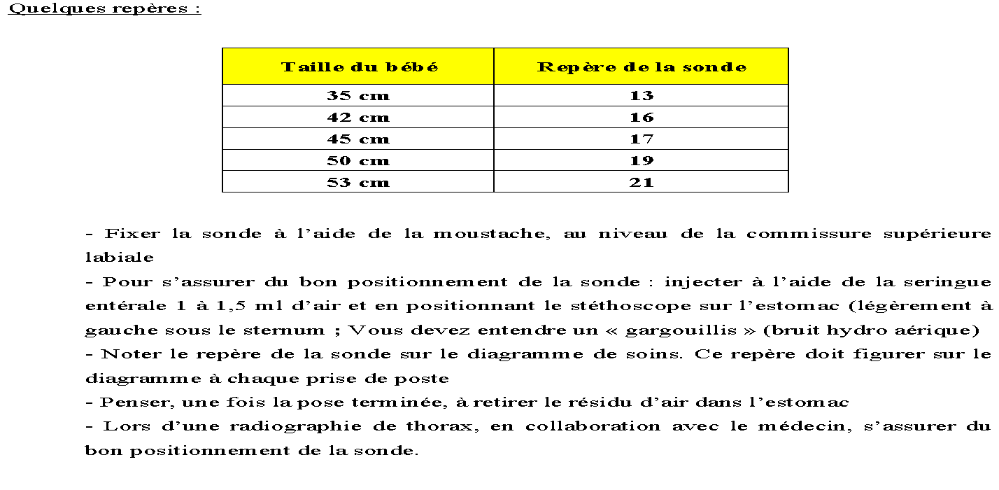 Quelques repères :
Taille du bébé Repère de la sonde
35 cm 13
42 cm 16
45 cm 17
50 cm 19
53 cm 21
- Fixer la sonde à l’aide de la moustache, au niveau de la commissure supérieure
labiale
- Pour s’assurer du bon positionnement de la sonde : injecter à l’aide de la seringue
entérale 1 à 1,5 ml d’air et en positionnant le stéthoscope sur l’estomac (légèrement à
gauche sous le sternum ; Vous devez entendre un « gargouillis » (bruit hydro aérique)
- Noter le repère de la sonde sur le diagramme de soins. Ce repère doit figurer sur le
diagramme à chaque prise de poste
- Penser, une fois la pose terminée, à retirer le résidu d’air dans l’estomac
- Lors d’une radiographie de thorax, en collaboration avec le médecin, s’assurer du
bon positionnement de la sonde.